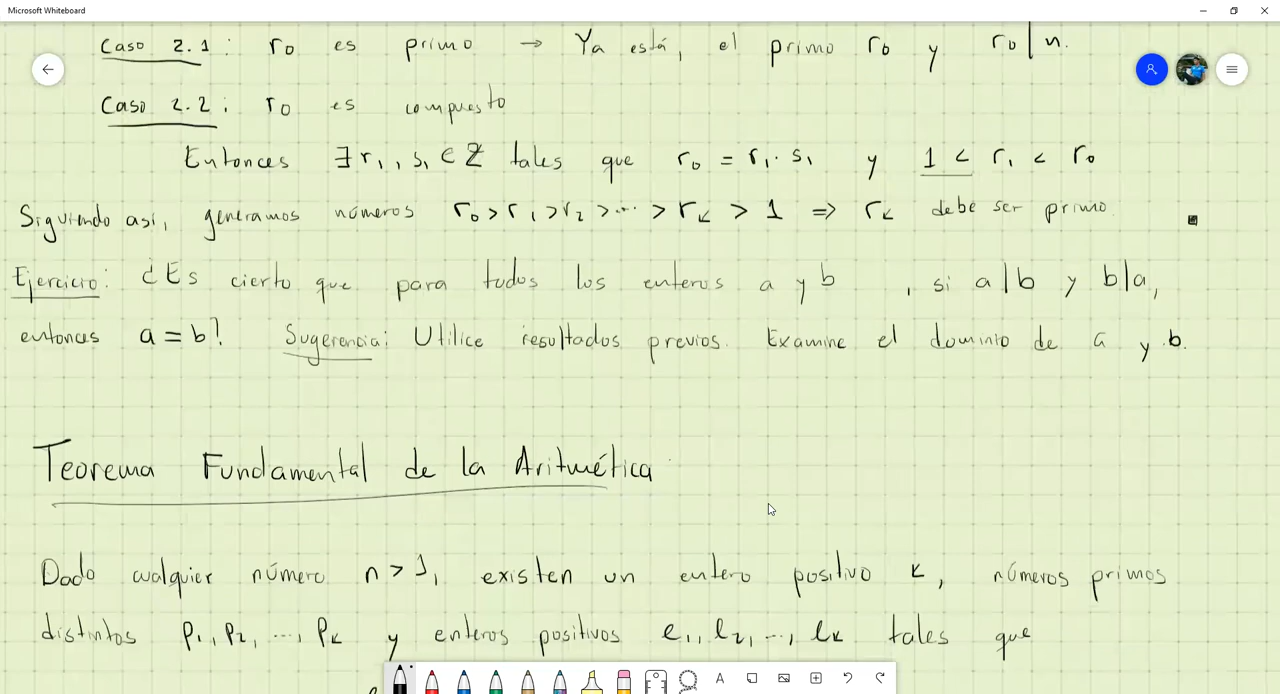 Microsoft Whiteboard
Caso 2.1: r₀ es primo → Ya está, el primo r₀ y r₀|n.
Caso 2.2: r₀ es compuesto
Entonces ∃ r₁, s₁ ∈ ℤ tales que r₀ = r₁ · s₁ y 1 < r₁ < r₀
Siguiendo así, generamos números r₀ > r₁ > r₂ > ... > rₖ > 1 ⇒ rₖ debe ser primo. ■
Ejercicio: ¿Es cierto que para todos los enteros a y b , si a|b y b|a,
entonces a = b? Sugerencia: Utilice resultados previos. Examine el dominio de a y b.
Teorema Fundamental de la Aritmética
Dado cualquier número n > 1, existen un entero positivo k, números primos
distintos p₁, p₂, ..., pₖ y enteros positivos e₁, e₂, ..., eₖ tales que